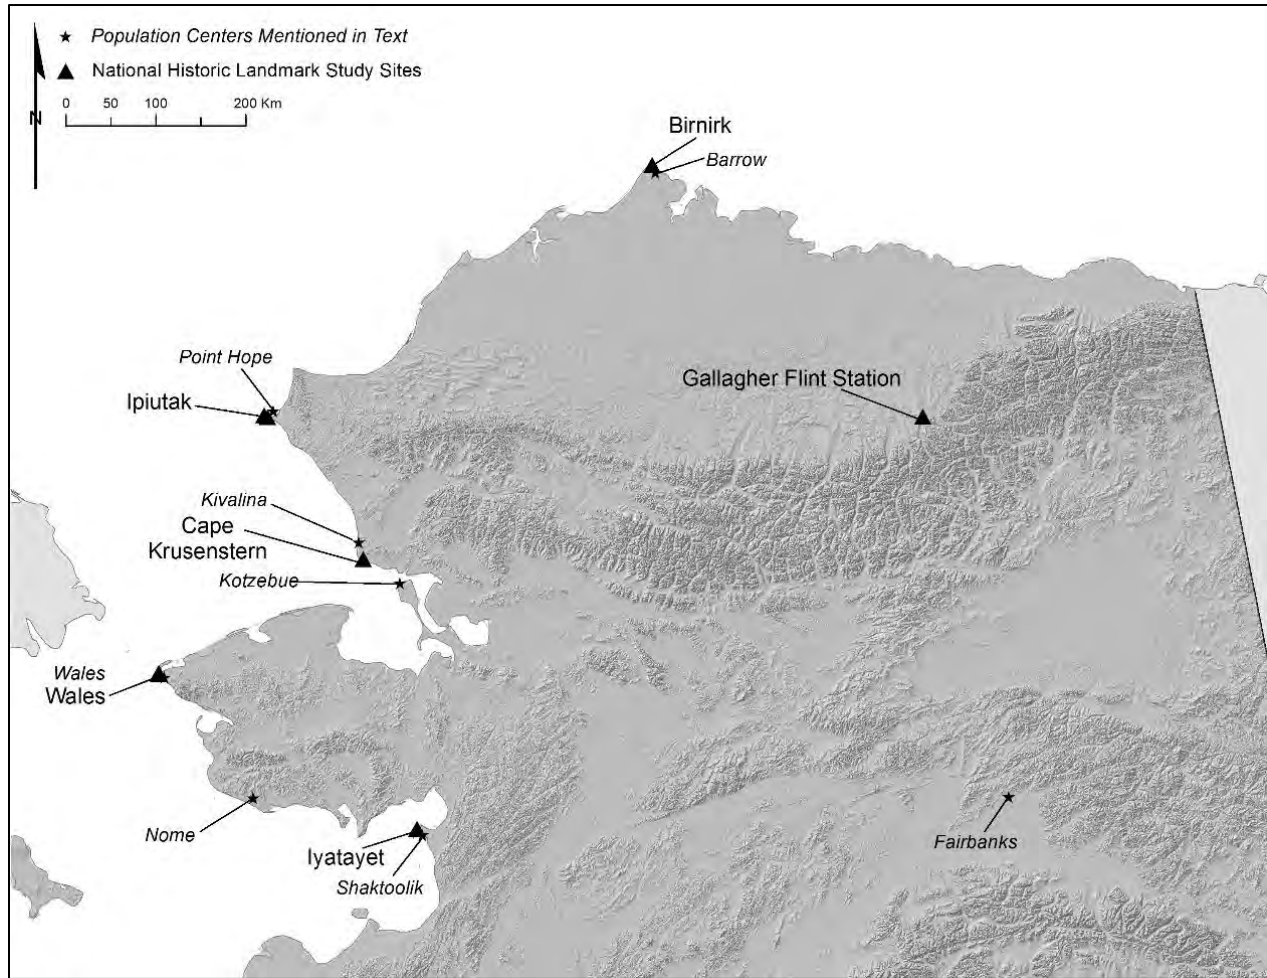 Population Centers Mentioned in Text
National Historic Landmark Study Sites
0 50 100 200 Km
N
Birnirk
Barrow
Point Hope
Ipiutak
Gallagher Flint Station
Kivalina
Cape
Krusenstern
Kotzebue
Wales
Wales
Nome
Iyatayet
Shaktoolik
Fairbanks